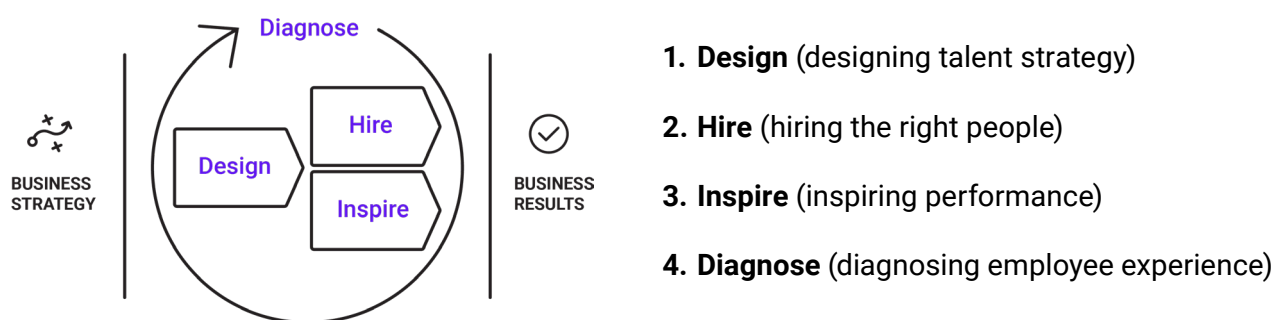 Diagnose
Hire
Design
Inspire
BUSINESS
STRATEGY
BUSINESS
RESULTS
1. Design (designing talent strategy)
2. Hire (hiring the right people)
3. Inspire (inspiring performance)
4. Diagnose (diagnosing employee experience)